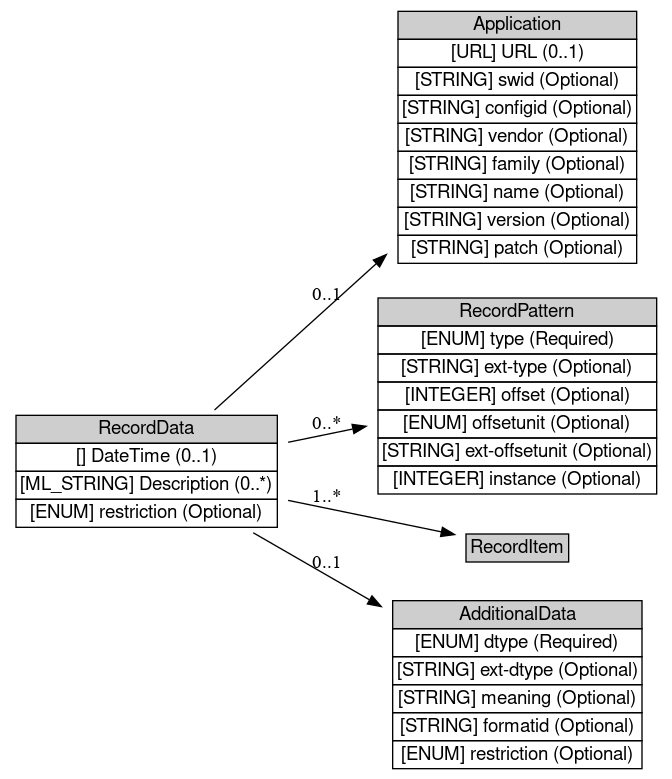 Application
[URL] URL (0..1)
[STRING] swid (Optional)
[STRING] configid (Optional)
[STRING] vendor (Optional)
[STRING] family (Optional)
[STRING] name (Optional)
[STRING] version (Optional)
[STRING] patch (Optional)
0..1
RecordPattern
[ENUM] type (Required)
[STRING] ext-type (Optional)
[INTEGER] offset (Optional)
[ENUM] offsetunit (Optional)
[STRING] ext-offsetunit (Optional)
[INTEGER] instance (Optional)
0..*
RecordData
[] DateTime (0..1)
[ML_STRING] Description (0..*)
[ENUM] restriction (Optional)
1..*
RecordItem
0..1
AdditionalData
[ENUM] dtype (Required)
[STRING] ext-dtype (Optional)
[STRING] meaning (Optional)
[STRING] formatid (Optional)
[ENUM] restriction (Optional)